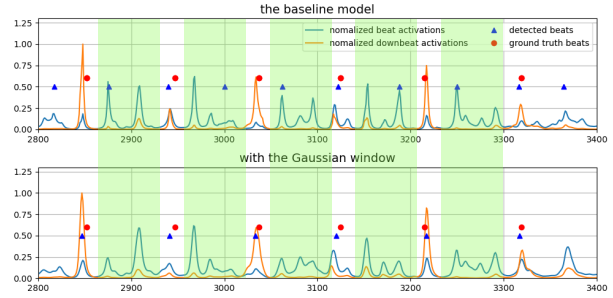 the baseline model
nomalized beat activations
nomalized downbeat activations
detected beats
ground truth beats
1.25
1.00
0.75
0.50
0.25
0.00
2800 2900 3000 3100 3200 3300 3400
with the Gaussian window
1.25
1.00
0.75
0.50
0.25
0.00
2800 2900 3000 3100 3200 3300 3400